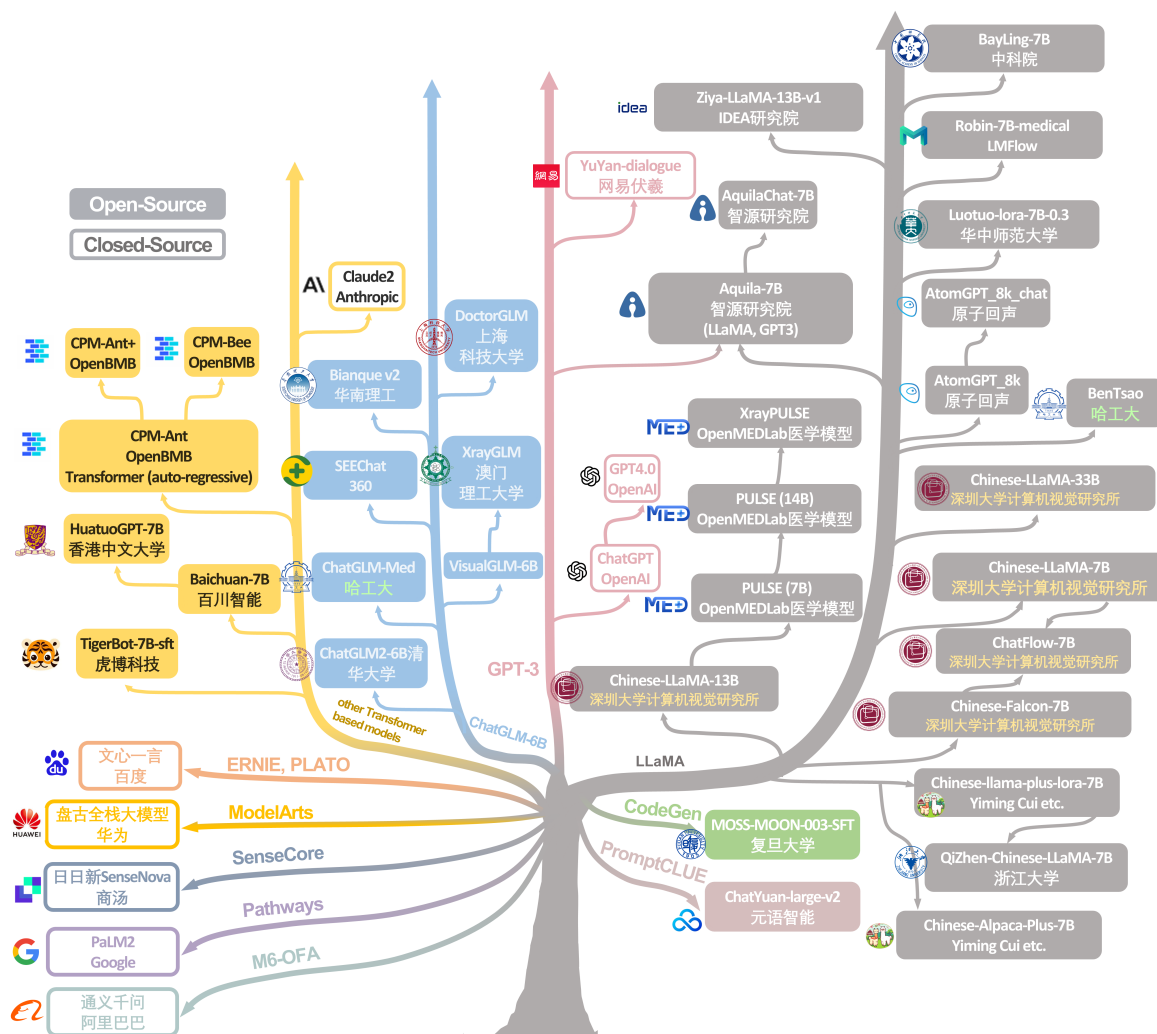 Open-Source
Closed-Source
CPM-Ant+
OpenBMB
CPM-Bee
OpenBMB
CPM-Ant
OpenBMB
Transformer (auto-regressive)
HuatuoGPT-7B
香港中文大学
Baichuan-7B
百川智能
TigerBot-7B-sft
虎博科技
A\
Claude2
Anthropic
other Transformer
based models
DoctorGLM
上海
科技大学
Bianque v2
华南理工
SEEChat
360
XrayGLM
澳门
理工大学
ChatGLM-Med
哈工大
VisualGLM-6B
ChatGLM2-6B清
华大学
ChatGLM-6B
網易
YuYan-dialogue
网易伏羲
GPT4.0
OpenAI
ChatGPT
OpenAI
GPT-3
idea
Ziya-LLaMA-13B-v1
IDEA研究院
AquilaChat-7B
智源研究院
Aquila-7B
智源研究院
(LLaMA, GPT3)
MED
XrayPULSE
OpenMEDLab医学模型
MED
PULSE (14B)
OpenMEDLab医学模型
MED
PULSE (7B)
OpenMEDLab医学模型
Chinese-LLaMA-13B
深圳大学计算机视觉研究所
LLaMA
BayLing-7B
中科院
Robin-7B-medical
LMFlow
Luotuo-lora-7B-0.3
华中师范大学
AtomGPT_8k_chat
原子回声
AtomGPT_8k
原子回声
BenTsao
哈工大
Chinese-LLaMA-33B
深圳大学计算机视觉研究所
Chinese-LLaMA-7B
深圳大学计算机视觉研究所
ChatFlow-7B
深圳大学计算机视觉研究所
Chinese-Falcon-7B
深圳大学计算机视觉研究所
Chinese-llama-plus-lora-7B
Yiming Cui etc.
QiZhen-Chinese-LLaMA-7B
浙江大学
Chinese-Alpaca-Plus-7B
Yiming Cui etc.
du
文心一言
百度
ERNIE, PLATO
HUAWEI
盘古全栈大模型
华为
ModelArts
日日新SenseNova
商汤
SenseCore
PaLM2
Google
Pathways
通义千问
阿里巴巴
M6-OFA
CodeGen
MOSS-MOON-003-SFT
复旦大学
PromptCLUE
ChatYuan-large-v2
元语智能